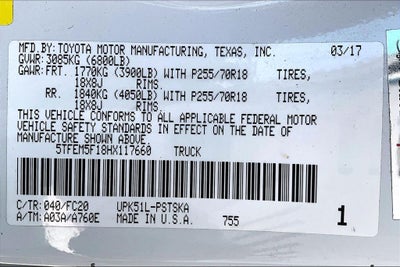 MFD.BY:TOYOTA MOTOR MANUFACTURING, TEXAS, INC. 03/17
GVWR:3085KG (6800LB)
GAWR:FRT. 1770KG (3900LB) WITH P255/70R18 TIRES,
18X8J RIMS.
RR. 1840KG (4050LB) WITH P255/70R18 TIRES,
18X8J RIMS.
THIS VEHICLE CONFORMS TO ALL APPLICABLE FEDERAL MOTOR
VEHICLE SAFETY STANDARDS IN EFFECT ON THE DATE OF
MANUFACTURE SHOWN ABOVE.
5TFEM5F18HX117660 TRUCK
C/TR: 040/FC20 UPK51L-PSTSKA
A/TM: A03A/A760E MADE IN U.S.A. 755 1